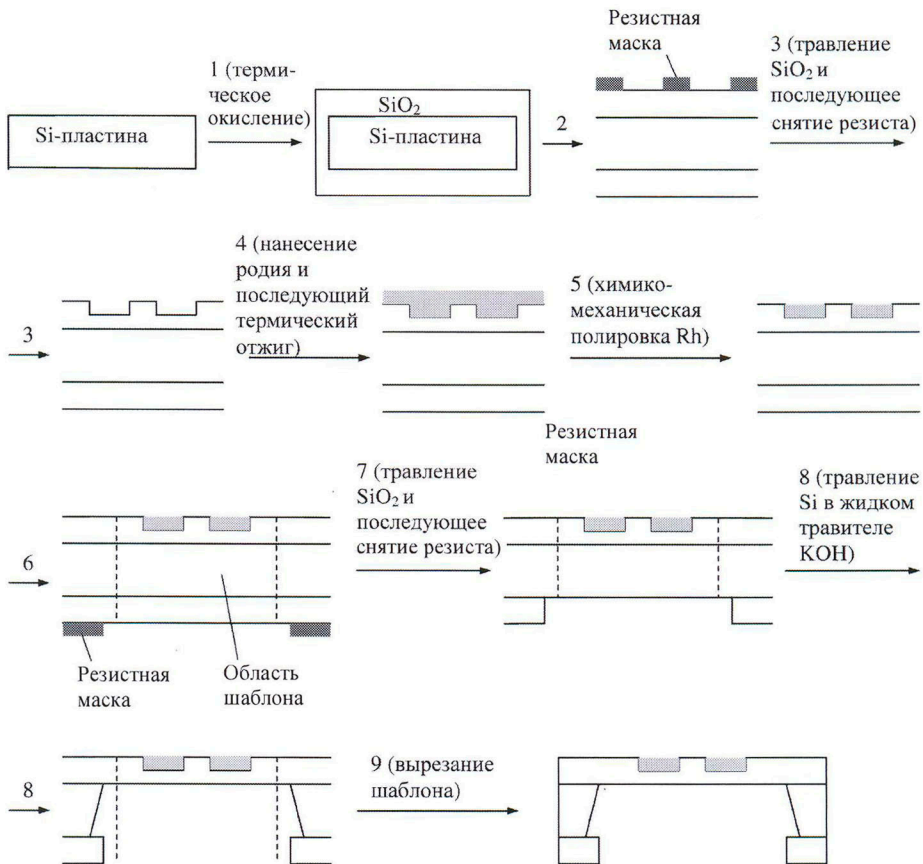 Резистная
маска
3 (травление
SiO₂ и
последующее
снятие резиста)
1 (терми-
ческое
окисление)
SiO₂
Si-пластина
Si-пластина
2
4 (нанесение
родия и
последующий
термический
отжиг)
5 (химико-
механическая
полировка Rh)
3
Резистная
маска
7 (травление
SiO₂ и
последующее
снятие резиста)
8 (травление
Si в жидком
травителе
KOH)
6
Резистная
маска
Область
шаблона
9 (вырезание
шаблона)
8